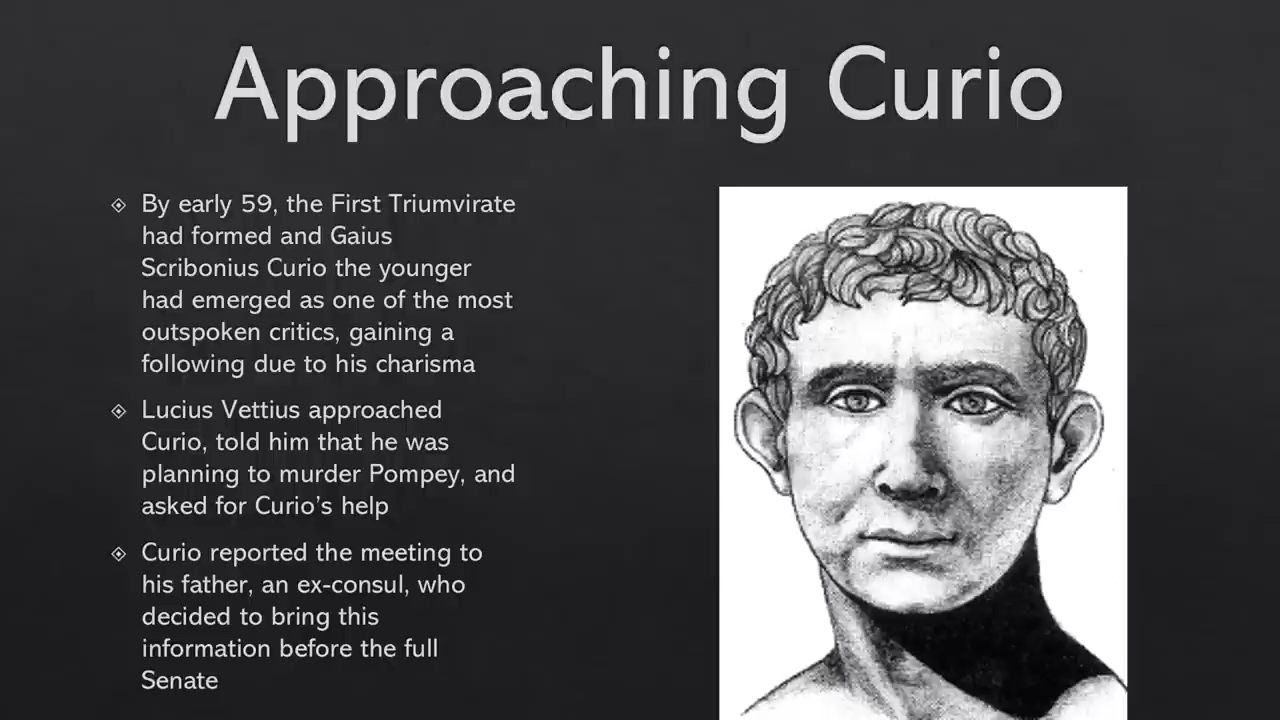 Approaching Curio
By early 59, the First Triumvirate
had formed and Gaius
Scribonius Curio the younger
had emerged as one of the most
outspoken critics, gaining a
following due to his charisma
Lucius Vettius approached
Curio, told him that he was
planning to murder Pompey, and
asked for Curio’s help
Curio reported the meeting to
his father, an ex-consul, who
decided to bring this
information before the full
Senate